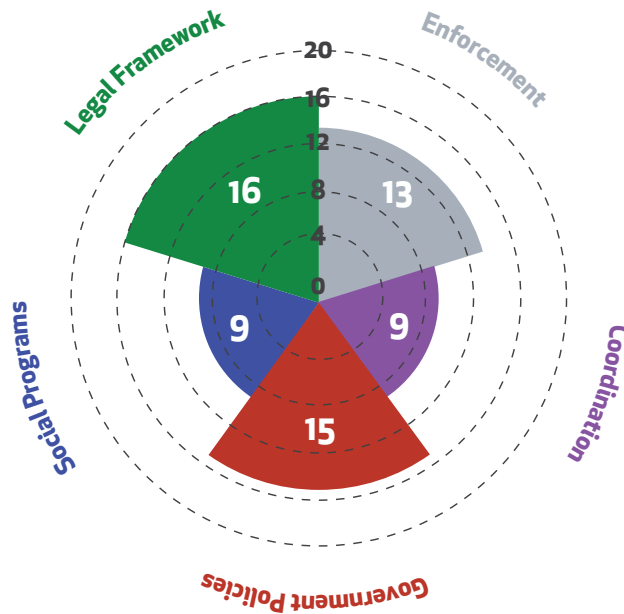 Legal Framework
Enforcement
20
16
12
8
4
0
16
13
9
9
15
Social Programs
Coordination
Government Policies